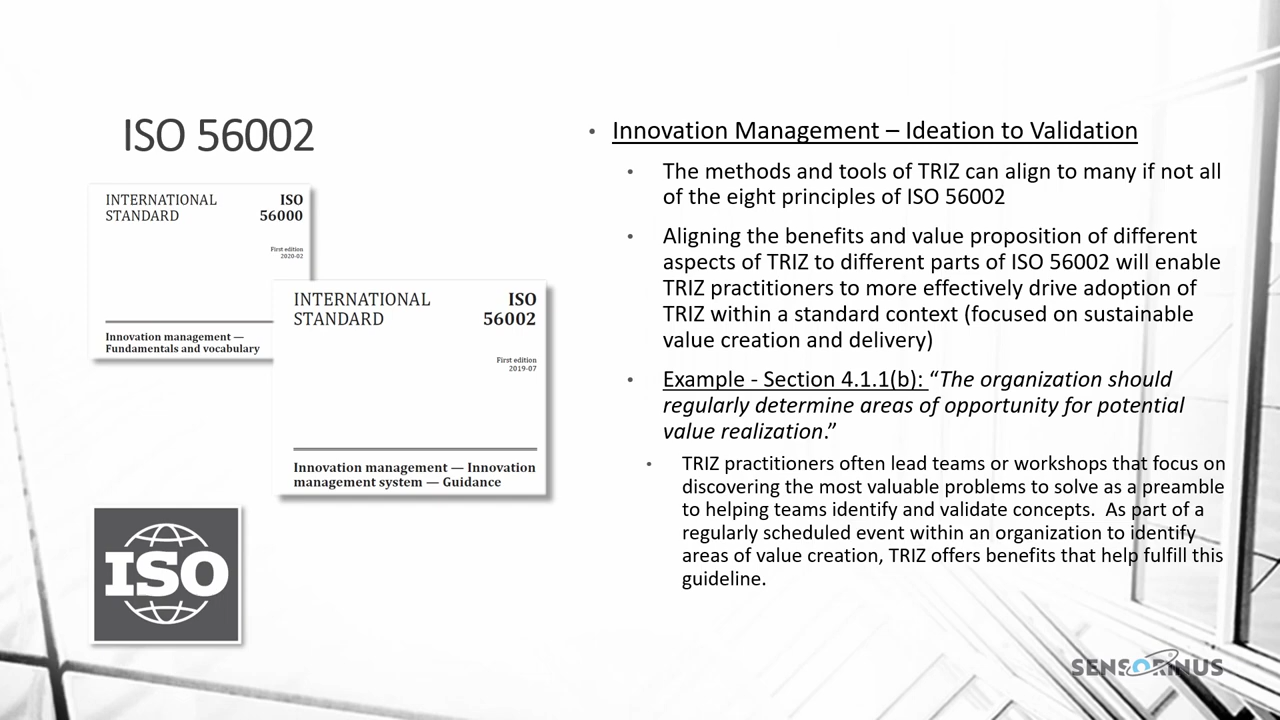 ISO 56002
INTERNATIONAL
STANDARD
ISO
56000
First edition
2020-02
Innovation management —
Fundamentals and vocabulary
INTERNATIONAL
STANDARD
ISO
56002
First edition
2019-07
Innovation management — Innovation
management system — Guidance
ISO
• Innovation Management – Ideation to Validation
• The methods and tools of TRIZ can align to many if not all
of the eight principles of ISO 56002
• Aligning the benefits and value proposition of different
aspects of TRIZ to different parts of ISO 56002 will enable
TRIZ practitioners to more effectively drive adoption of
TRIZ within a standard context (focused on sustainable
value creation and delivery)
• Example - Section 4.1.1(b): “The organization should
regularly determine areas of opportunity for potential
value realization.”
• TRIZ practitioners often lead teams or workshops that focus on
discovering the most valuable problems to solve as a preamble
to helping teams identify and validate concepts.  As part of a
regularly scheduled event within an organization to identify
areas of value creation, TRIZ offers benefits that help fulfill this
guideline.
SENSORINUS